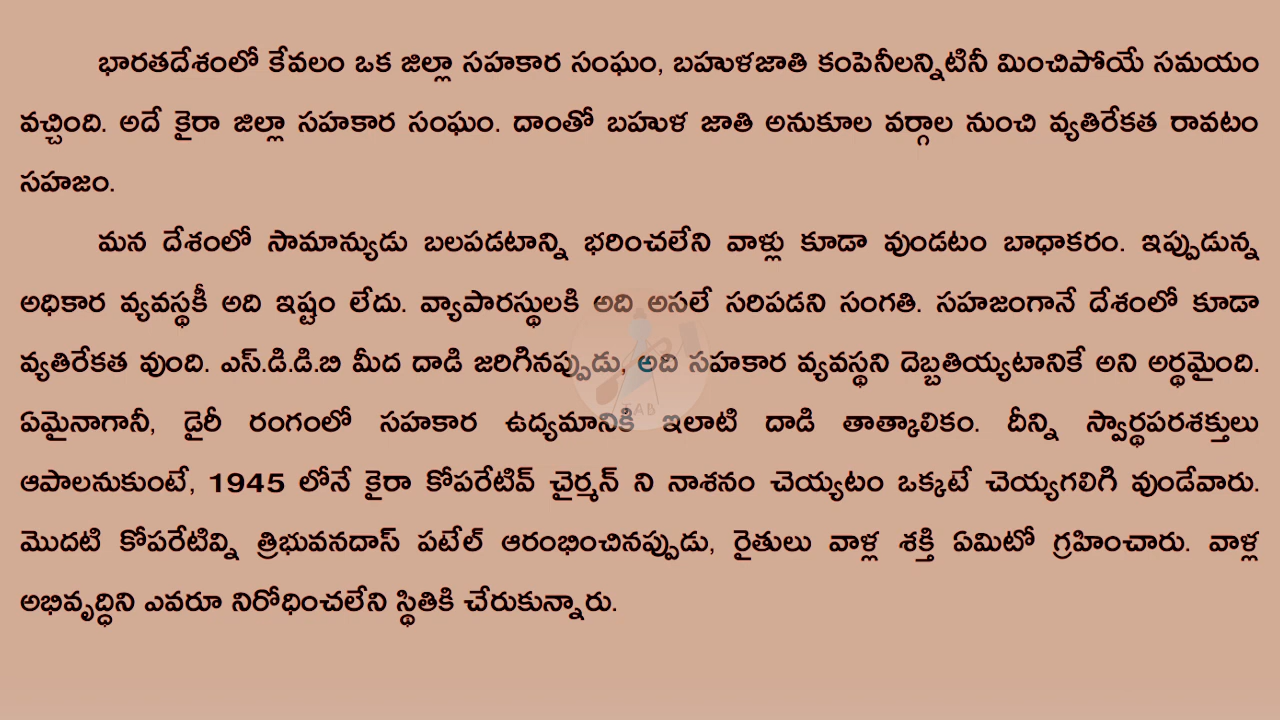 భారతదేశంలో కేవలం ఒక జిల్లా సహకార సంఘం, బహుళజాతి కంపెనీలన్నిటినీ మించిపోయే సమయం
వచ్చింది. అదే కైరా జిల్లా సహకార సంఘం. దాంతో బహుళ జాతి అనుకూల వర్గాల నుంచి వ్యతిరేకత రావటం
సహజం.
మన దేశంలో సామాన్యుడు బలపడటాన్ని భరించలేని వాళ్లు కూడా వుండటం బాధాకరం. ఇప్పుడున్న
అధికార వ్యవస్థకీ అది ఇష్టం లేదు. వ్యాపారస్థులకి అది అసలే సరిపడని సంగతి. సహజంగానే దేశంలో కూడా
వ్యతిరేకత వుంది. ఎస్.డి.డి.బి మీద దాడి జరిగినప్పుడు, అది సహకార వ్యవస్థని దెబ్బతియ్యటానికే అని అర్థమైంది.
ఏమైనాగానీ, డైరీ రంగంలో సహకార ఉద్యమానికి ఇలాటి దాడి తాత్కాలికం. దీన్ని స్వార్థపరశక్తులు
ఆపాలనుకుంటే, 1945 లోనే కైరా కోపరేటివ్ చైర్మన్ ని నాశనం చెయ్యటం ఒక్కటే చెయ్యగలిగి వుండేవారు.
మొదటి కోపరేటివ్ని త్రిభువనదాస్ పటేల్ ఆరంభించినప్పుడు, రైతులు వాళ్ల శక్తి ఏమిటో గ్రహించారు. వాళ్ల
అభివృద్ధిని ఎవరూ నిరోధించలేని స్థితికి చేరుకున్నారు.
TAB